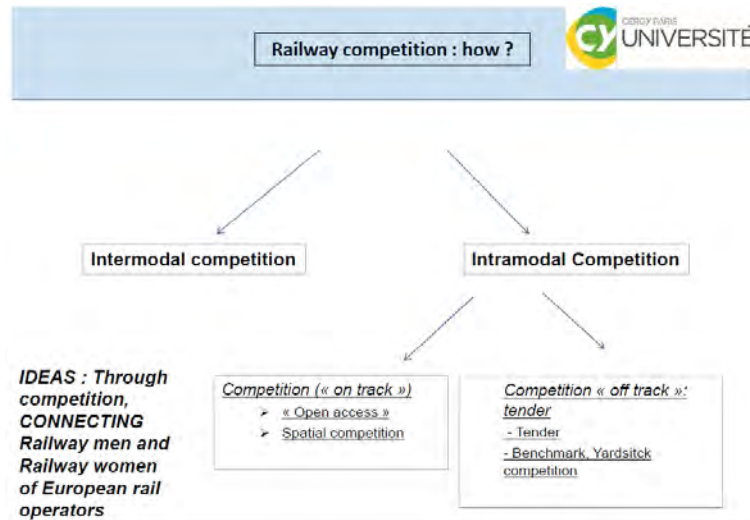 Railway competition : how ?
CERGY PARIS
CY UNIVERSITÉ
Intermodal competition
Intramodal Competition
IDEAS : Through
competition,
CONNECTING
Railway men and
Railway women
of European rail
operators
Competition (« on track »)
➤ « Open access »
➤ Spatial competition
Competition « off track »:
tender
- Tender
- Benchmark, Yardsitck
competition